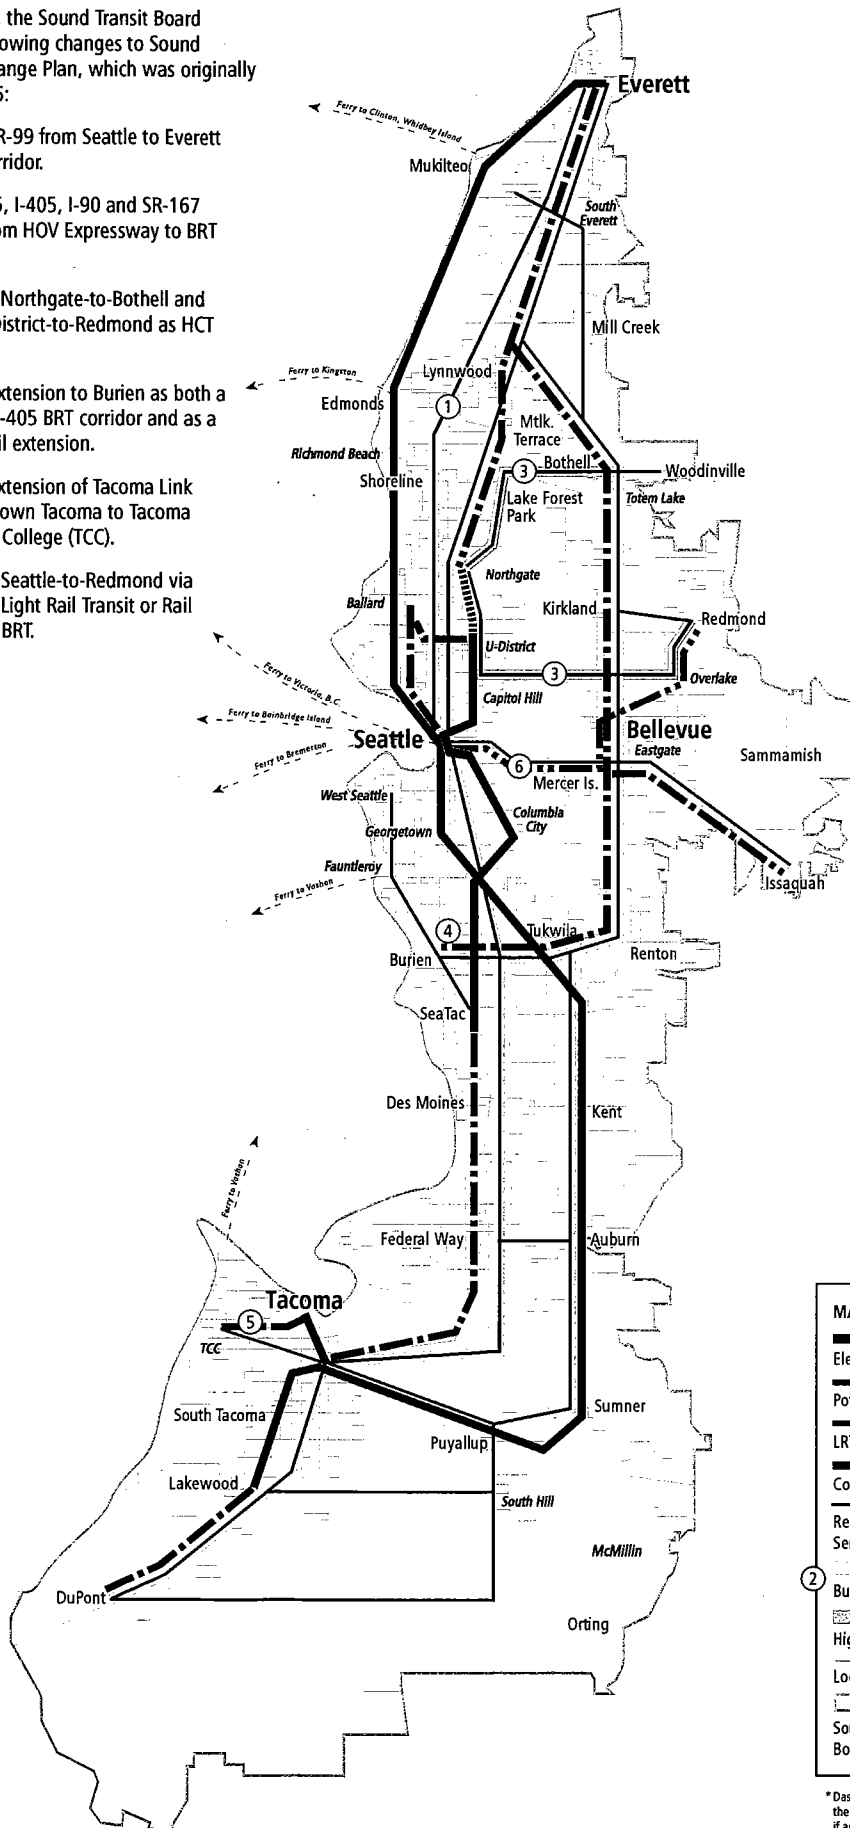 , the Sound Transit Board
owing changes to Sound
ange Plan, which was originally
5:
R-99 from Seattle to Everett
rridor.
5, I-405, I-90 and SR-167
om HOV Expressway to BRT
Northgate-to-Bothell and
istrict-to-Redmond as HCT
xtension to Burien as both a
-405 BRT corridor and as a
il extension.
xtension of Tacoma Link
own Tacoma to Tacoma
College (TCC).
Seattle-to-Redmond via
Light Rail Transit or Rail
BRT.
Everett
Ferry to Clinton, Whidbey Island
Mukilteo
South
Everett
Mill Creek
Ferry to Kingston
Lynnwood
Edmonds
1
Mtlk.
Terrace
Richmond Beach
Bothell
3
Woodinville
Shoreline
Lake Forest
Park
Totem Lake
Northgate
Ballard
Kirkland
Redmond
U-District
3
Overlake
Ferry to Victoria, B.C.
Capitol Hill
Ferry to Bainbridge Island
Seattle
Bellevue
Eastgate
Ferry to Bremerton
6
Sammamish
Mercer Is.
West Seattle
Columbia
City
Georgetown
Fauntleroy
Issaquah
Ferry to Vashon
4
Tukwila
Burien
Renton
SeaTac
Des Moines
Kent
Ferry to Vashon
Federal Way
Auburn
Tacoma
5
TCC
South Tacoma
Sumner
Puyallup
Lakewood
South Hill
McMillin
DuPont
Orting
MA
Ele
Po
LRT
Co
Re
Se
2
Bu
Hig
Lo
So
Bo
*Das
the
if a